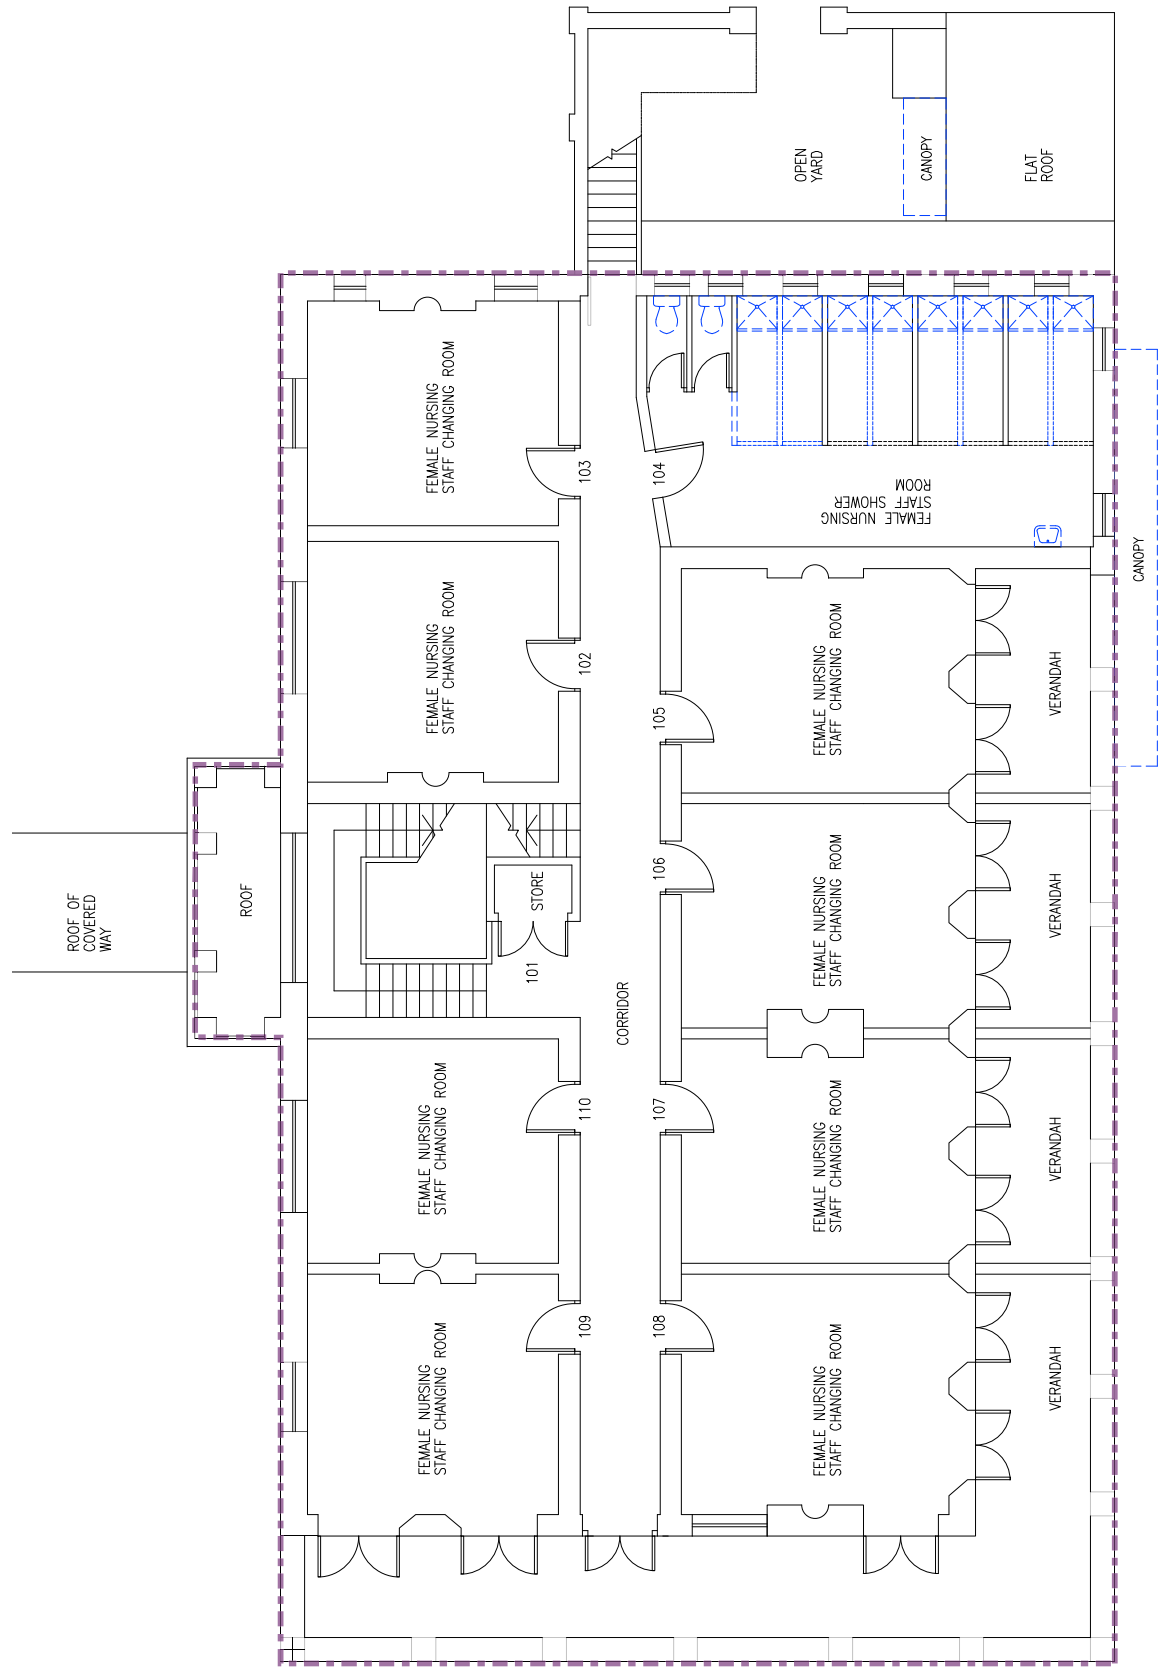 OPEN
YARD
CANOPY
FLAT
ROOF
FEMALE NURSING
STAFF CHANGING ROOM
103
104
FEMALE NURSING
STAFF SHOWER
ROOM
CANOPY
FEMALE NURSING
STAFF CHANGING ROOM
102
105
FEMALE NURSING
STAFF CHANGING ROOM
VERANDAH
ROOF OF
COVERED
WAY
ROOF
STORE
101
106
FEMALE NURSING
STAFF CHANGING ROOM
VERANDAH
CORRIDOR
FEMALE NURSING
STAFF CHANGING ROOM
110
107
FEMALE NURSING
STAFF CHANGING ROOM
VERANDAH
FEMALE NURSING
STAFF CHANGING ROOM
109
108
FEMALE NURSING
STAFF CHANGING ROOM
VERANDAH